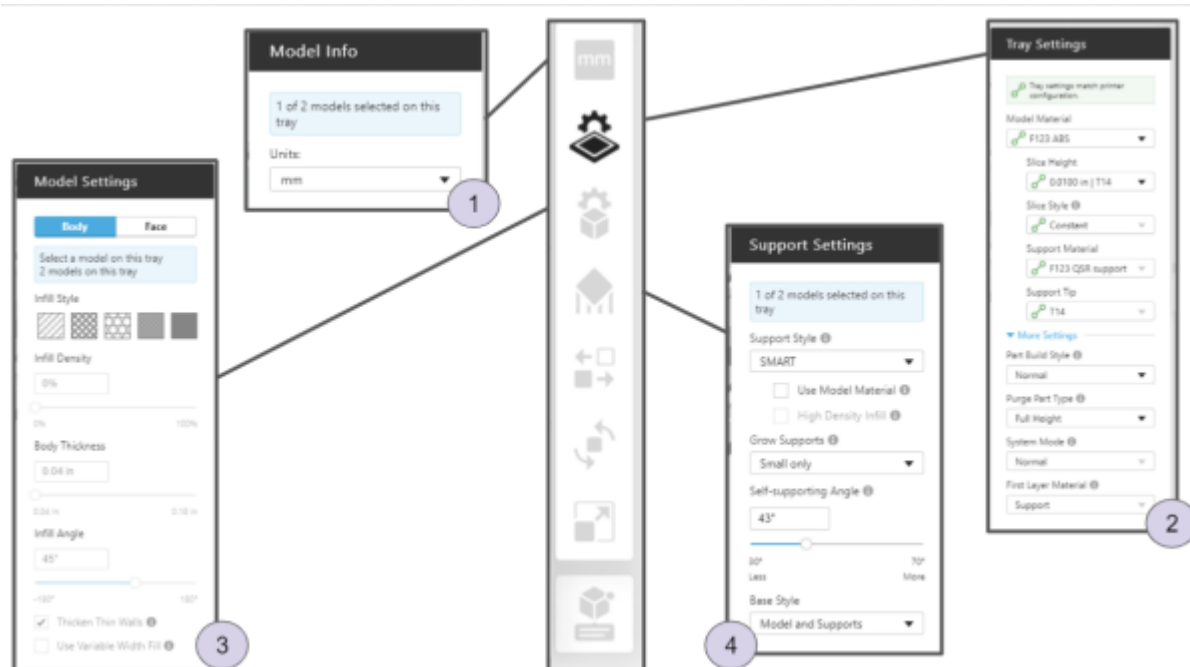 Model Info
1 of 2 models selected on this
tray
Units:
mm
1
mm
Tray Settings
Tray settings match printer
configuration.
Model Material
F123 ABS
Slice Height
0.0100 in | T14
Slice Style
Constant
Support Material
F123 QSR support
Support Tip
T14
More Settings
Part Build Style
Normal
Purge Part Type
Full Height
System Mode
Normal
First Layer Material
Support
2
Model Settings
Body Face
Select a model on this tray
2 models on this tray
Infill Style
Infill Density
0%
0% 100%
Body Thickness
0.04 in
0.04 in 0.18 in
Infill Angle
45°
-180° 180°
Thicken Thin Walls
Use Variable Width Fill
3
Support Settings
1 of 2 models selected on this
tray
Support Style
SMART
Use Model Material
High Density Infill
Grow Supports
Small only
Self-supporting Angle
43°
30° 70°
Less More
Base Style
Model and Supports
4